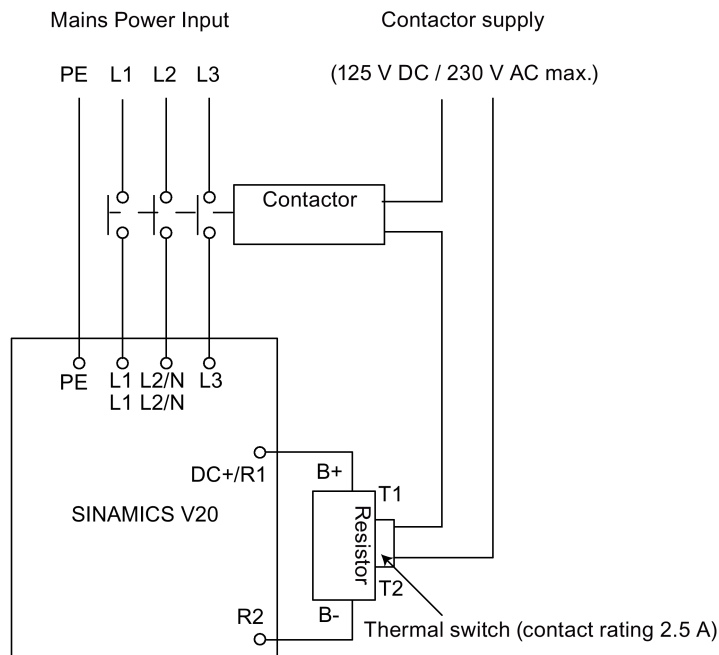 Mains Power Input
Contactor supply
PE L1 L2 L3
(125 V DC / 230 V AC max.)
Contactor
PE L1 L2/N L3
L1 L2/N
DC+/R1
B+
T1
SINAMICS V20
Resistor
T2
R2
B-
Thermal switch (contact rating 2.5 A)